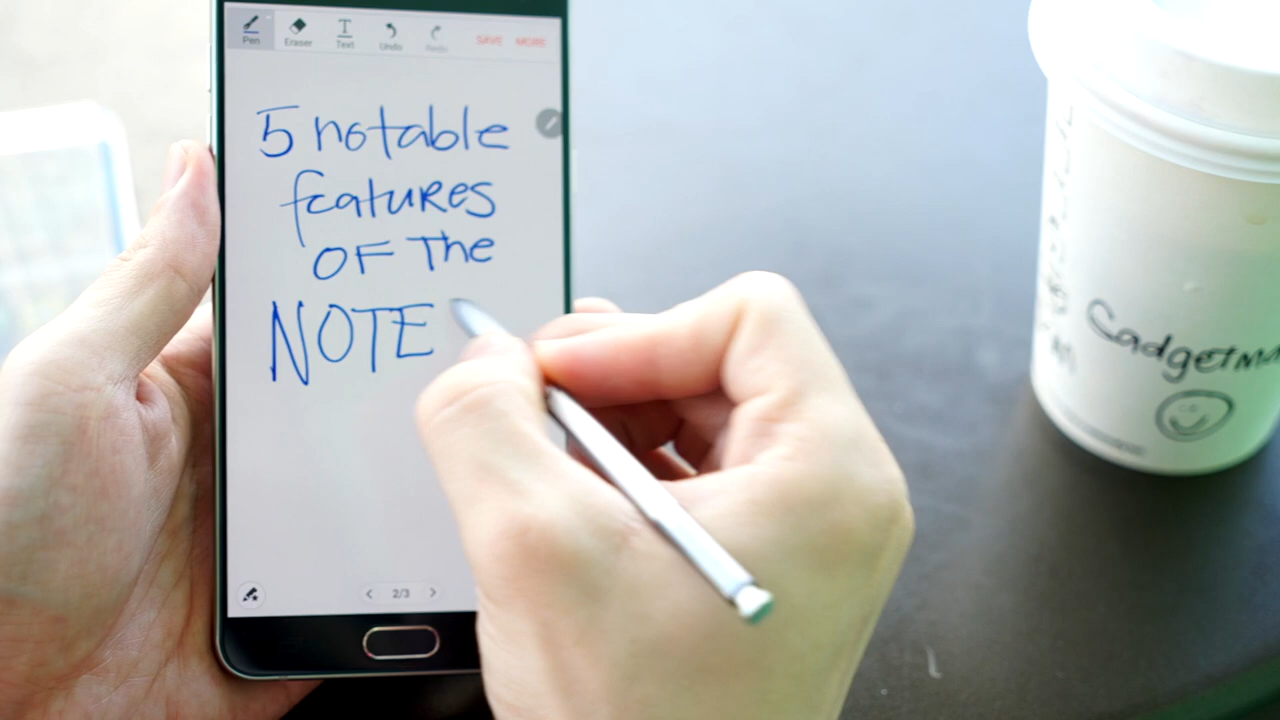 Pen Eraser Text Undo Redo SAVE MORE
5 notable
features
OF The
NOTE
2/3